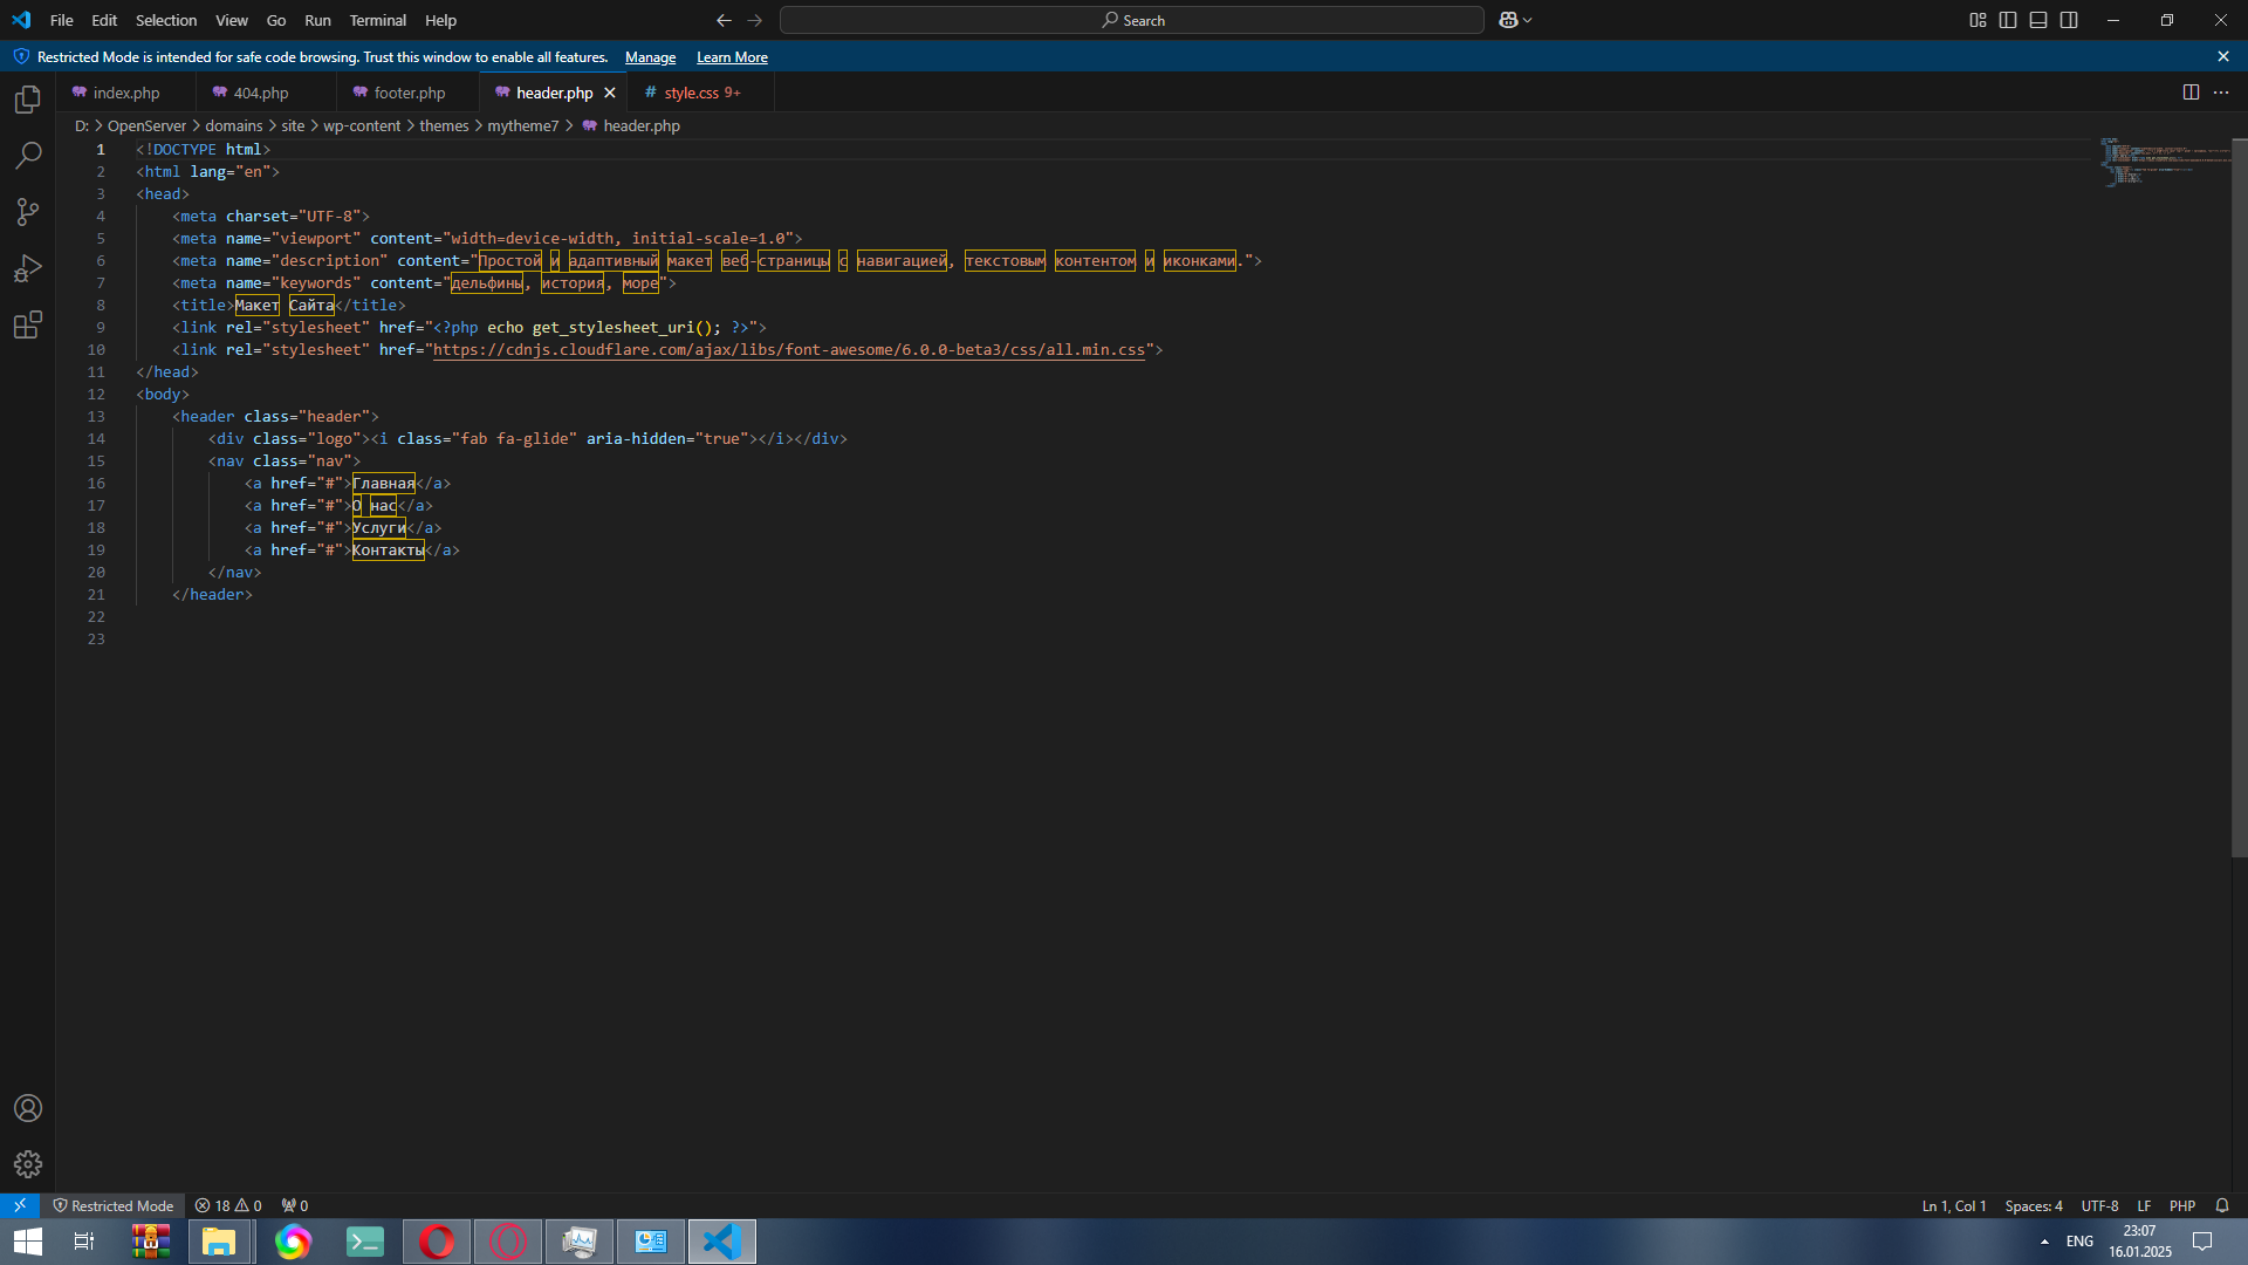 File Edit Selection View Go Run Terminal Help Search
Restricted Mode is intended for safe code browsing. Trust this window to enable all features. Manage Learn More
index.php 404.php footer.php header.php # style.css 9+
D: > OpenServer > domains > site > wp-content > themes > mytheme7 > header.php
1 <!DOCTYPE html>
2 <html lang="en">
3 <head>
4 <meta charset="UTF-8">
5 <meta name="viewport" content="width=device-width, initial-scale=1.0">
6 <meta name="description" content="Простой и адаптивный макет веб-страницы с навигацией, текстовым контентом и иконками.">
7 <meta name="keywords" content="дельфины, история, море">
8 <title>Макет Сайта</title>
9 <link rel="stylesheet" href="<?php echo get_stylesheet_uri(); ?>">
10 <link rel="stylesheet" href="https://cdnjs.cloudflare.com/ajax/libs/font-awesome/6.0.0-beta3/css/all.min.css">
11 </head>
12 <body>
13 <header class="header">
14 <div class="logo"><i class="fab fa-glide" aria-hidden="true"></i></div>
15 <nav class="nav">
16 <a href="#">Главная</a>
17 <a href="#">О нас</a>
18 <a href="#">Услуги</a>
19 <a href="#">Контакты</a>
20 </nav>
21 </header>
22
23
Restricted Mode 18 0 0 Ln 1, Col 1 Spaces: 4 UTF-8 LF PHP
ENG 23:07
16.01.2025